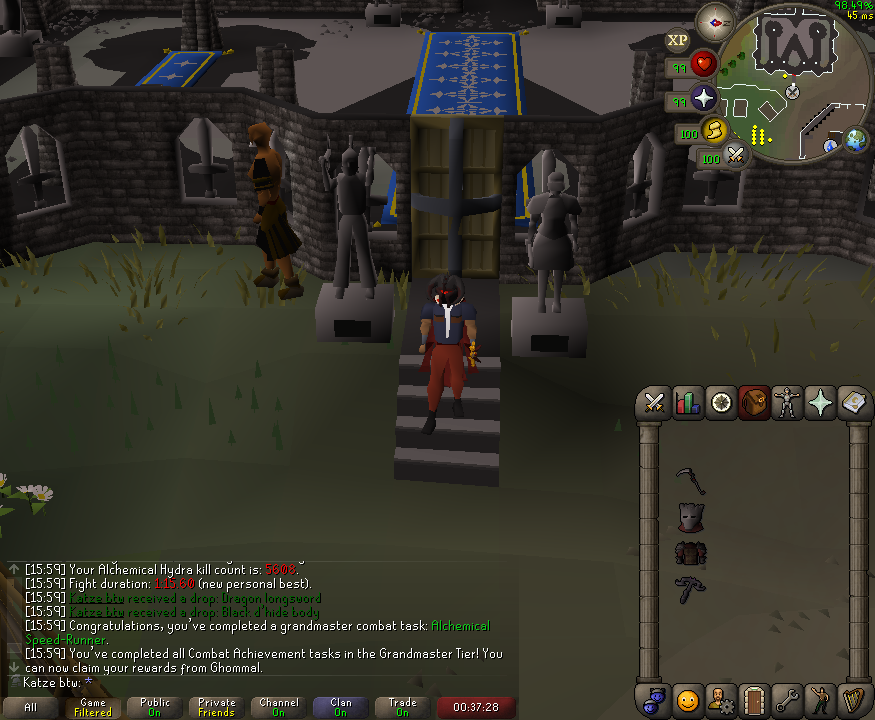 98.49%
45 ms
XP
99
99
100
100
[15:59] Your Alchemical Hydra kill count is: 5608.
[15:59] Fight duration: (new personal best).
[15:59] Katze btw received a drop: Dragon longsword
[15:59] Katze btw received a drop: Black d'hide body
[15:59] Congratulations, you've completed a grandmaster combat task: Alchemical
Speed-Runner.
[15:59] You've completed all Combat Achievement tasks in the Grandmaster Tier! You
can now claim your rewards from Ghommal.
Katze btw: *
All
Game
Filtered
Public
On
Private
Friends
Channel
On
Clan
On
Trade
On
00:37:28